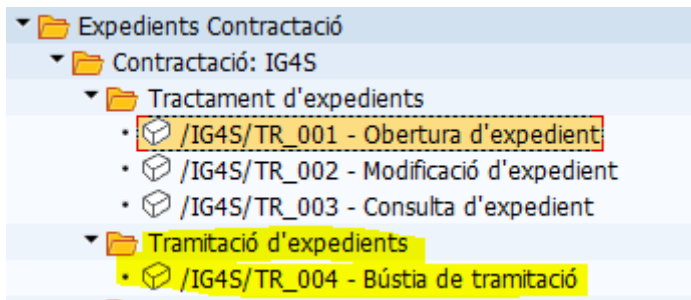 Expedients Contractació
Contractació: IG4S
Tractament d'expedients
/IG4S/TR_001 - Obertura d'expedient
/IG4S/TR_002 - Modificació d'expedient
/IG4S/TR_003 - Consulta d'expedient
Tramitació d'expedients
/IG4S/TR_004 - Bústia de tramitació